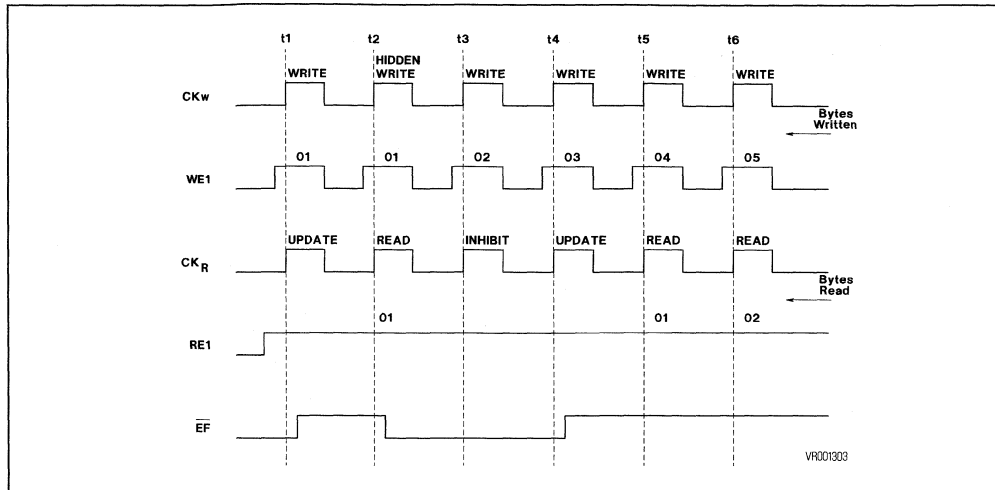 t1 t2 t3 t4 t5 t6
HIDDEN
WRITE WRITE WRITE WRITE WRITE WRITE
CKw
Bytes
Written
01 01 02 03 04 05
WE1
UPDATE READ INHIBIT UPDATE READ READ
CKR
Bytes
Read
01 01 02
RE1
EF
VR001303